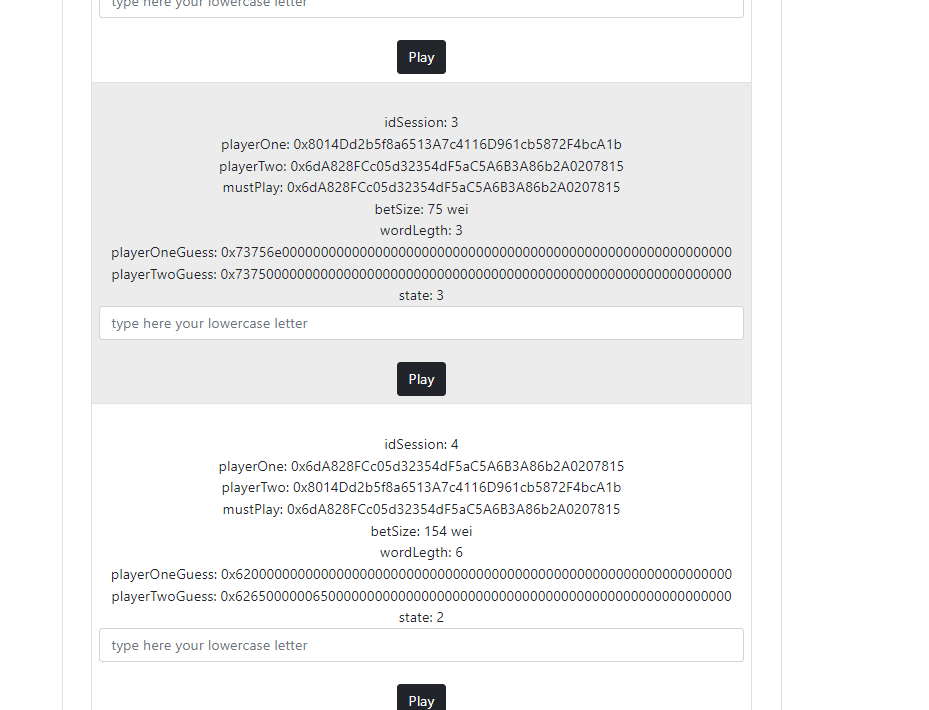 type here your lowercase letter
Play
idSession: 3
playerOne: 0x8014Dd2b5f8a6513A7c4116D961cb5872F4bcA1b
playerTwo: 0x6dA828FCc05d32354dF5aC5A6B3A86b2A0207815
mustPlay: 0x6dA828FCc05d32354dF5aC5A6B3A86b2A0207815
betSize: 75 wei
wordLegth: 3
playerOneGuess: 0x73756e0000000000000000000000000000000000000000000000000000000000
playerTwoGuess: 0x7375000000000000000000000000000000000000000000000000000000000000
state: 3
type here your lowercase letter
Play
idSession: 4
playerOne: 0x6dA828FCc05d32354dF5aC5A6B3A86b2A0207815
playerTwo: 0x8014Dd2b5f8a6513A7c4116D961cb5872F4bcA1b
mustPlay: 0x6dA828FCc05d32354dF5aC5A6B3A86b2A0207815
betSize: 154 wei
wordLegth: 6
playerOneGuess: 0x6200000000000000000000000000000000000000000000000000000000000000
playerTwoGuess: 0x6265000000650000000000000000000000000000000000000000000000000000
state: 2
type here your lowercase letter
Play